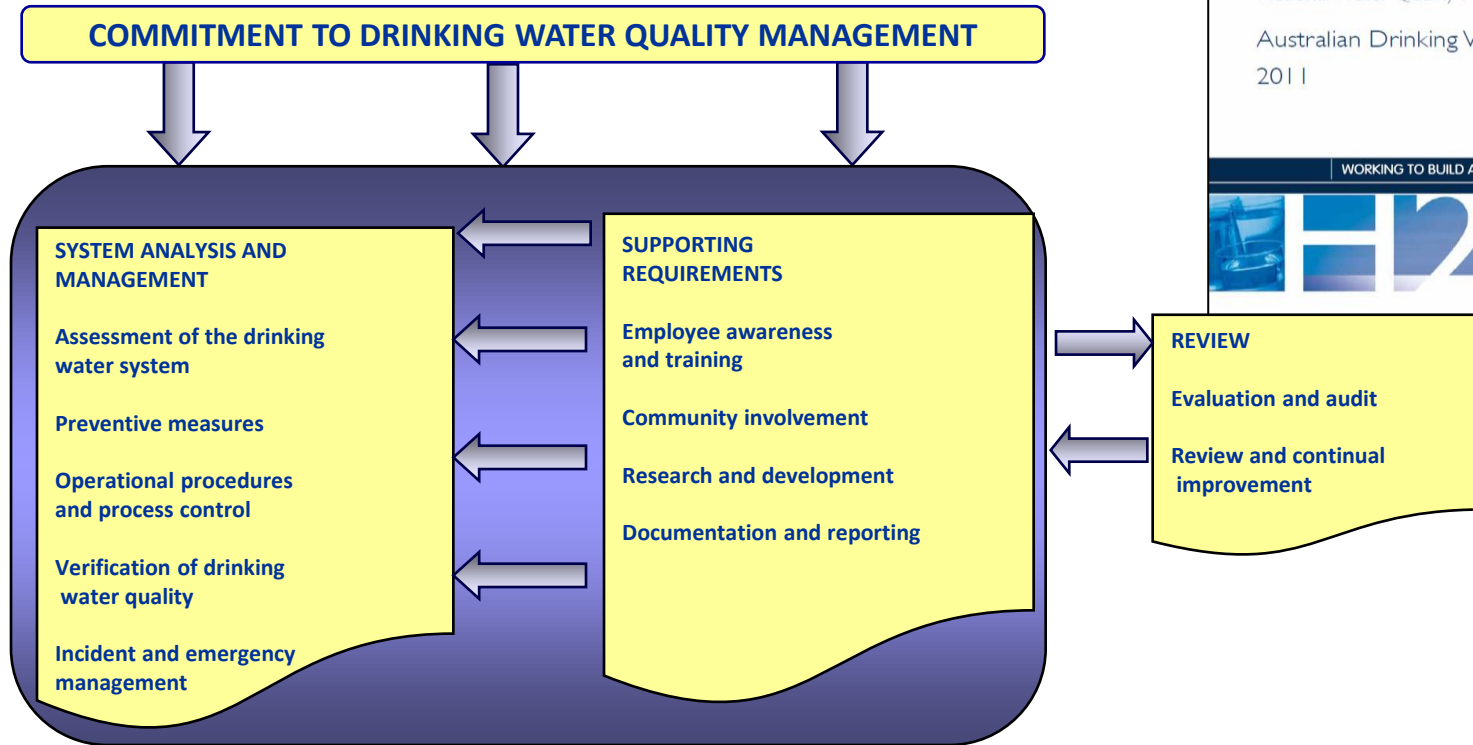 COMMITMENT TO DRINKING WATER QUALITY MANAGEMENT
Australian Drinking
2011
WORKING TO BUILD A
H2
SYSTEM ANALYSIS AND
MANAGEMENT
Assessment of the drinking
water system
Preventive measures
Operational procedures
and process control
Verification of drinking
water quality
Incident and emergency
management
SUPPORTING
REQUIREMENTS
Employee awareness
and training
Community involvement
Research and development
Documentation and reporting
REVIEW
Evaluation and audit
Review and continual
improvement